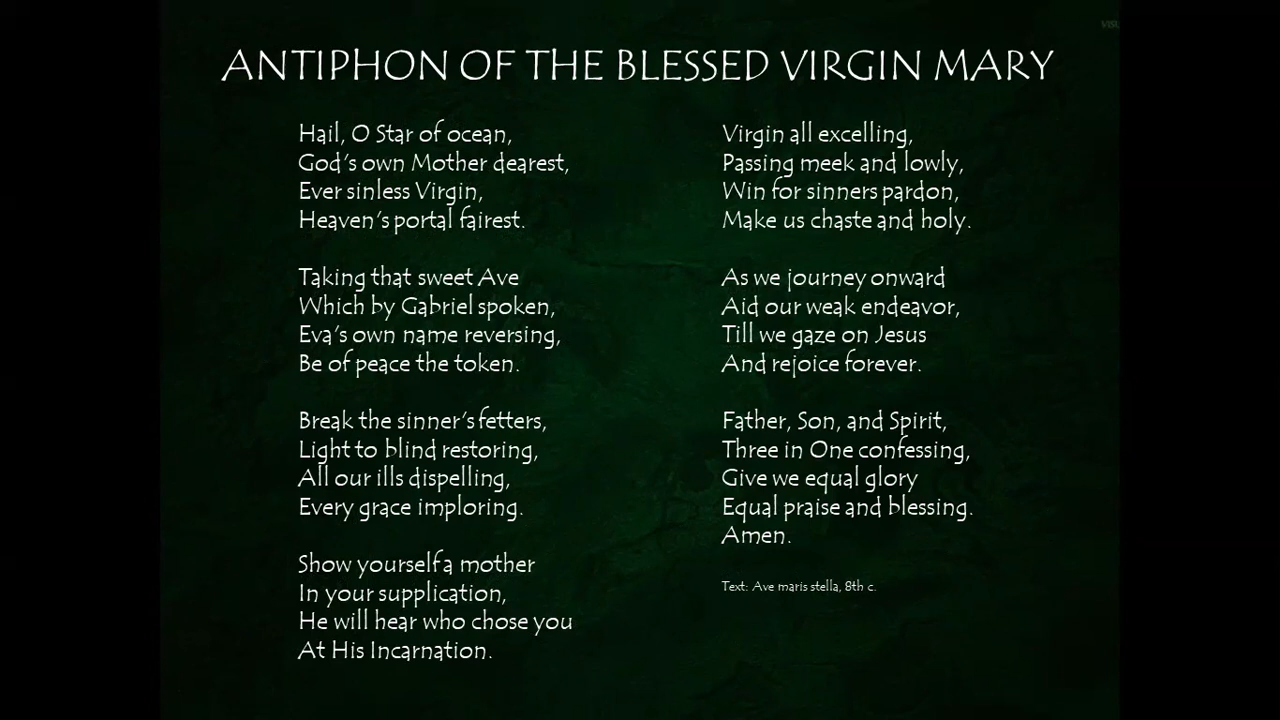 ANTIPHON OF THE BLESSED VIRGIN MARY
Hail, O Star of ocean,
God's own Mother dearest,
Ever sinless Virgin,
Heaven's portal fairest.
Taking that sweet Ave
Which by Gabriel spoken,
Eva's own name reversing,
Be of peace the token.
Break the sinner's fetters,
Light to blind restoring,
All our ills dispelling,
Every grace imploring.
Show yourself a mother
In your supplication,
He will hear who chose you
At His Incarnation.
Virgin all excelling,
Passing meek and lowly,
Win for sinners pardon,
Make us chaste and holy.
As we journey onward
Aid our weak endeavor,
Till we gaze on Jesus
And rejoice forever.
Father, Son, and Spirit,
Three in One confessing,
Give we equal glory
Equal praise and blessing.
Amen.
Text: Ave maris stella, 8th c.